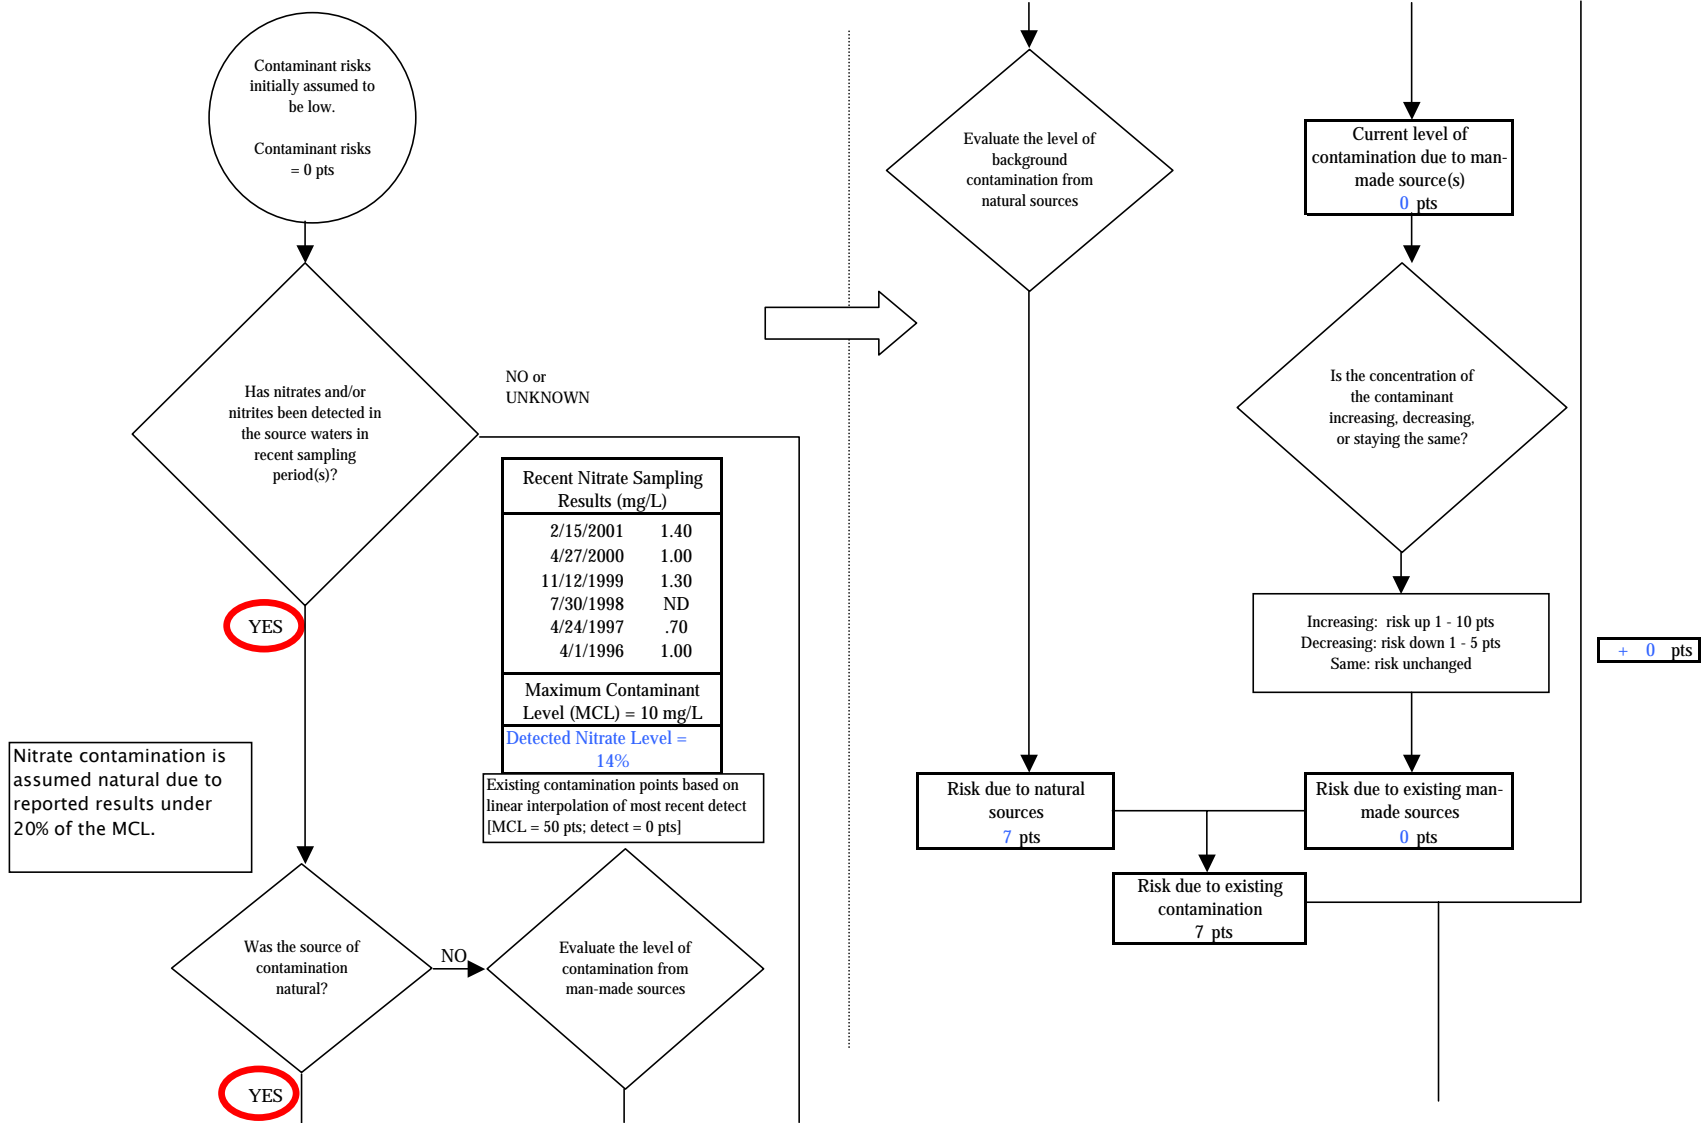 Contaminant risks
initially assumed to
be low.
Contaminant risks
= 0 pts
Has nitrates and/or
nitrites been detected in
the source waters in
recent sampling
period(s)?
NO or
UNKNOWN
YES
Recent Nitrate Sampling
Results (mg/L)
2/15/2001 1.40
4/27/2000 1.00
11/12/1999 1.30
7/30/1998 ND
4/24/1997 .70
4/1/1996 1.00
Maximum Contaminant
Level (MCL) = 10 mg/L
Detected Nitrate Level =
14%
Existing contamination points based on
linear interpolation of most recent detect
[MCL = 50 pts; detect = 0 pts]
Nitrate contamination is
assumed natural due to
reported results under
20% of the MCL.
Was the source of
contamination
natural?
NO
Evaluate the level of
contamination from
man-made sources
YES
Evaluate the level of
background
contamination from
natural sources
Current level of
contamination due to man-
made source(s)
0 pts
Is the concentration of
the contaminant
increasing, decreasing,
or staying the same?
Increasing: risk up 1 - 10 pts
Decreasing: risk down 1 - 5 pts
Same: risk unchanged
+ 0 pts
Risk due to natural
sources
7 pts
Risk due to existing man-
made sources
0 pts
Risk due to existing
contamination
7 pts